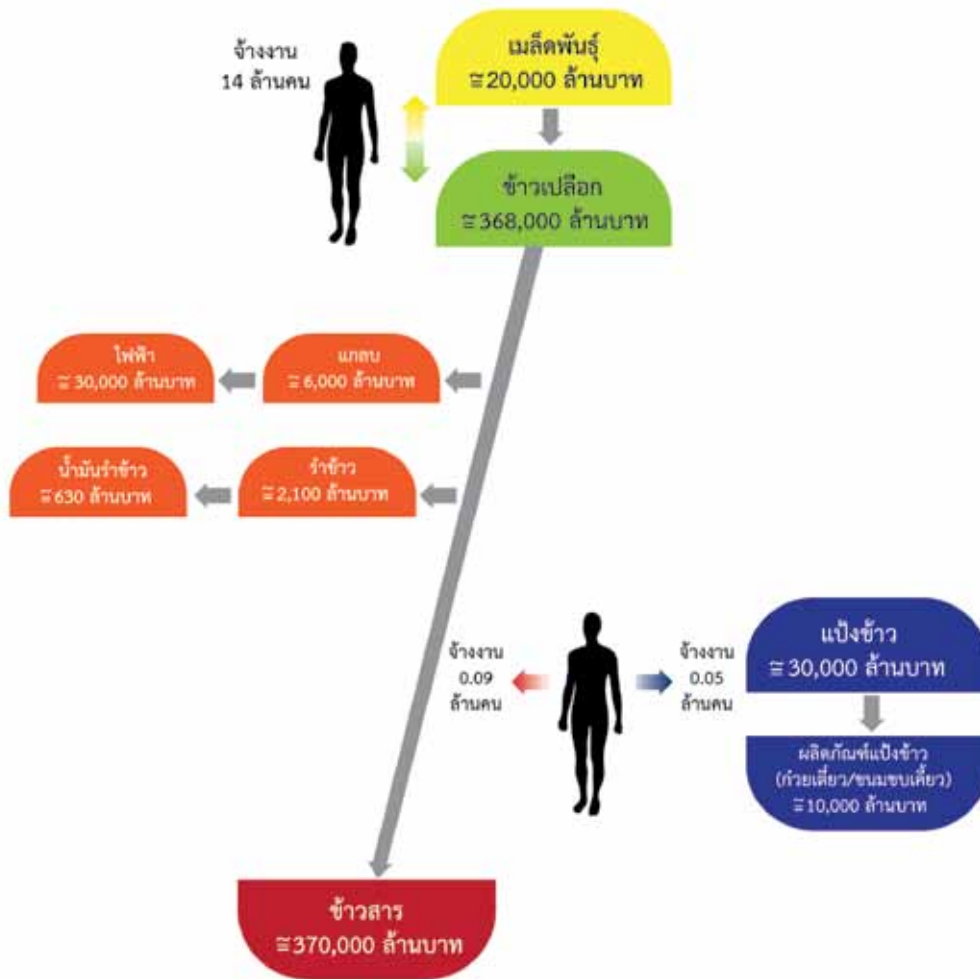 จ้างงาน
14 ล้านคน
เมล็ดพันธุ์
≅20,000 ล้านบาท
ข้าวเปลือก
≅368,000 ล้านบาท
ไฟฟ้า
≅ 30,000 ล้านบาท
แกลบ
≅ 6,000 ล้านบาท
น้ำมันรำข้าว
≅630 ล้านบาท
รำข้าว
≅2,100 ล้านบาท
จ้างงาน
0.09
ล้านคน
จ้างงาน
0.05
ล้านคน
แป้งข้าว
≅30,000 ล้านบาท
ผลิตภัณฑ์แป้งข้าว
(ก๋วยเตี๋ยว/ขนมขบเคี้ยว)
≅10,000 ล้านบาท
ข้าวสาร
≅370,000 ล้านบาท